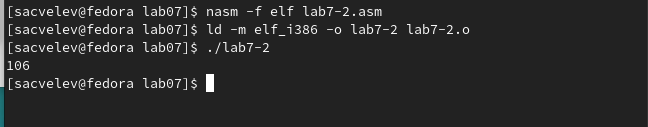 [sacvelev@fedora lab07]$ nasm -f elf lab7-2.asm
[sacvelev@fedora lab07]$ ld -m elf_i386 -o lab7-2 lab7-2.o
[sacvelev@fedora lab07]$ ./lab7-2
106
[sacvelev@fedora lab07]$